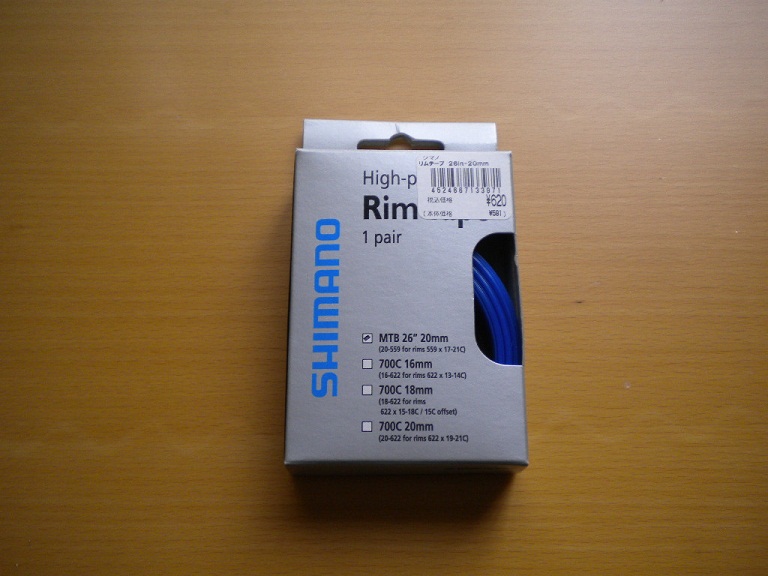 SHIMANO
High-p
Rim
1 pair
シマノ
リムテープ 26in-20mm
4524667133971
税込価格 ¥620
(本体価格 ¥591)
MTB 26" 20mm
(20-559 for rims 559 x 17-21C)
700C 16mm
(16-622 for rims 622 x 13-14C)
700C 18mm
(18-622 for rims
622 x 15-18C / 15C offset)
700C 20mm
(20-622 for rims 622 x 19-21C)